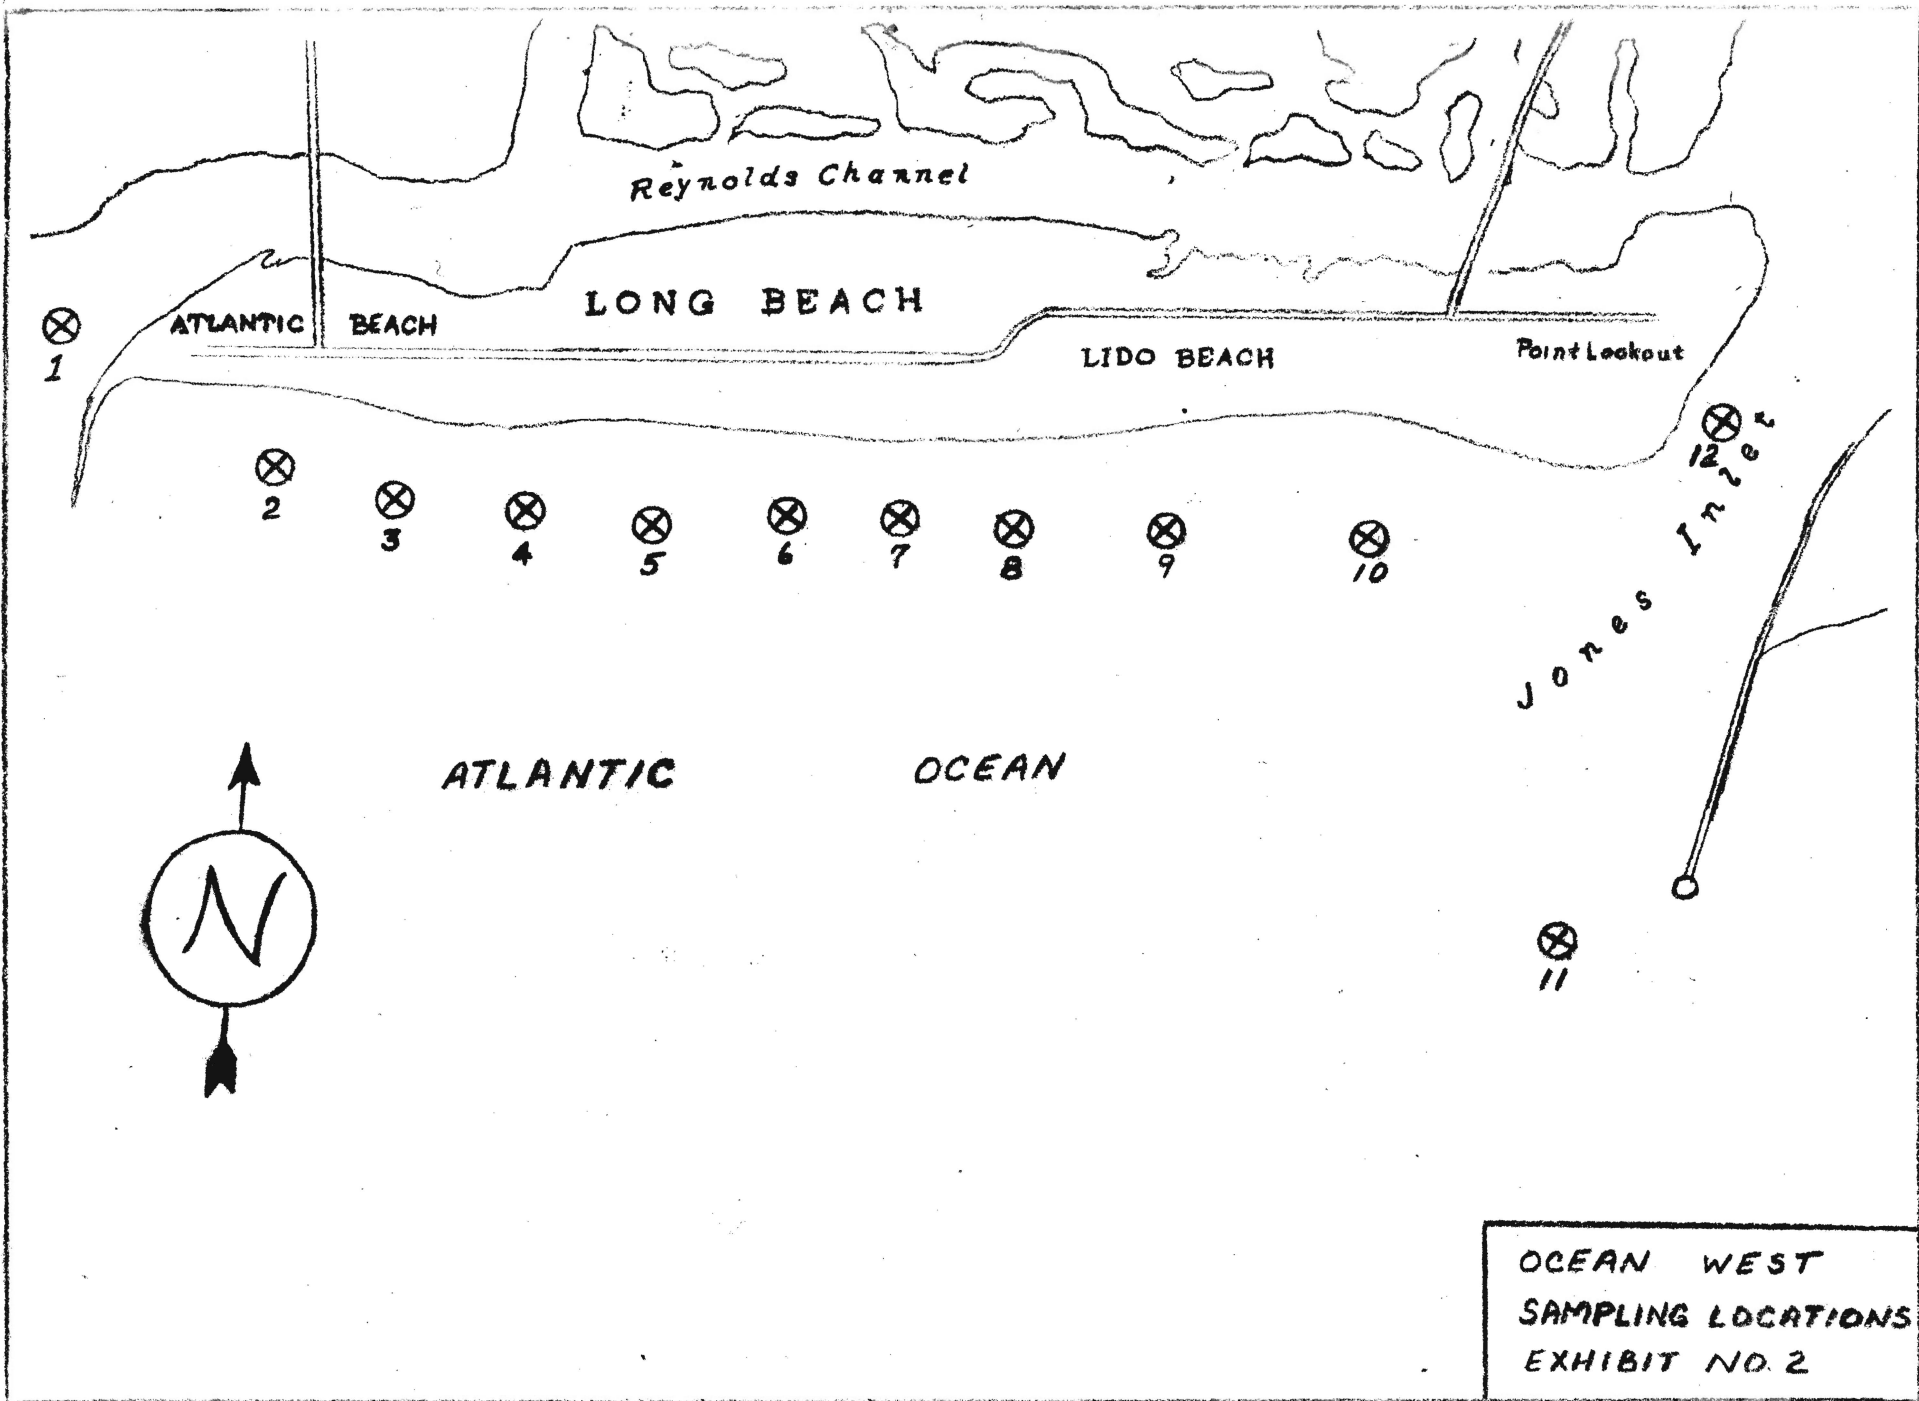 Reynolds Channel
LONG BEACH
ATLANTIC BEACH
LIDO BEACH
Point Lookout
1
2
3
4
5
6
7
8
9
10
12
Jones Inlet
ATLANTIC OCEAN
N
11
OCEAN WEST
SAMPLING LOCATIONS
EXHIBIT NO. 2